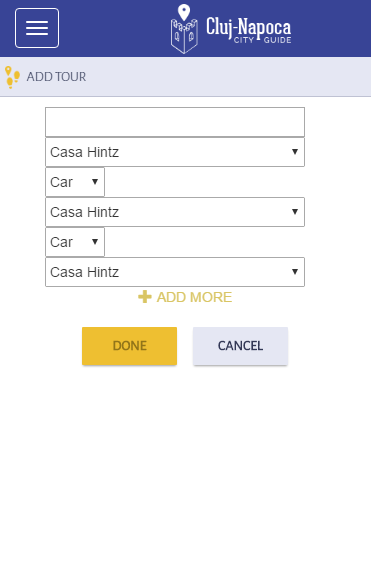 Cluj-Napoca
CITY GUIDE
ADD TOUR
Casa Hintz
Car
Casa Hintz
Car
Casa Hintz
ADD MORE
DONE CANCEL